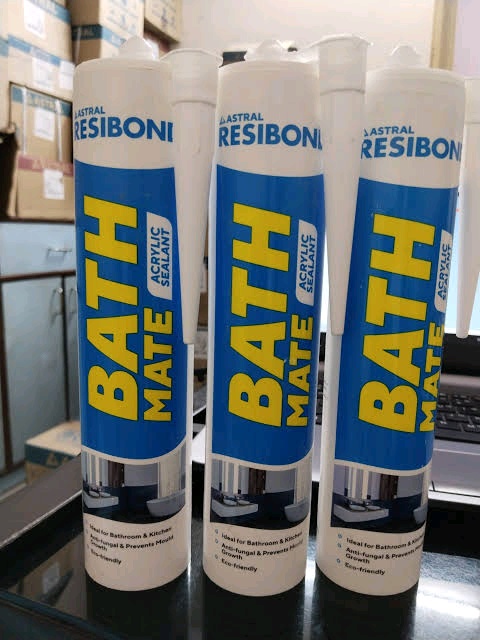 ASTRAL
RESIBOND
BATH
MATE
ACRYLIC
SEALANT
Ideal for Bathroom & Kitchen
Anti-fungal & Prevents Mould
Growth
Eco-friendly
ASTRAL
RESIBOND
BATH
MATE
ACRYLIC
SEALANT
Ideal for Bathroom & Kitchen
Anti-fungal & Prevents Mould
Growth
Eco-friendly
ASTRAL
RESIBOND
BATH
MATE
ACRYLIC
SEALANT
Ideal for Bathroom & Kitchen
Anti-fungal & Prevents Mould
Growth
Eco-friendly